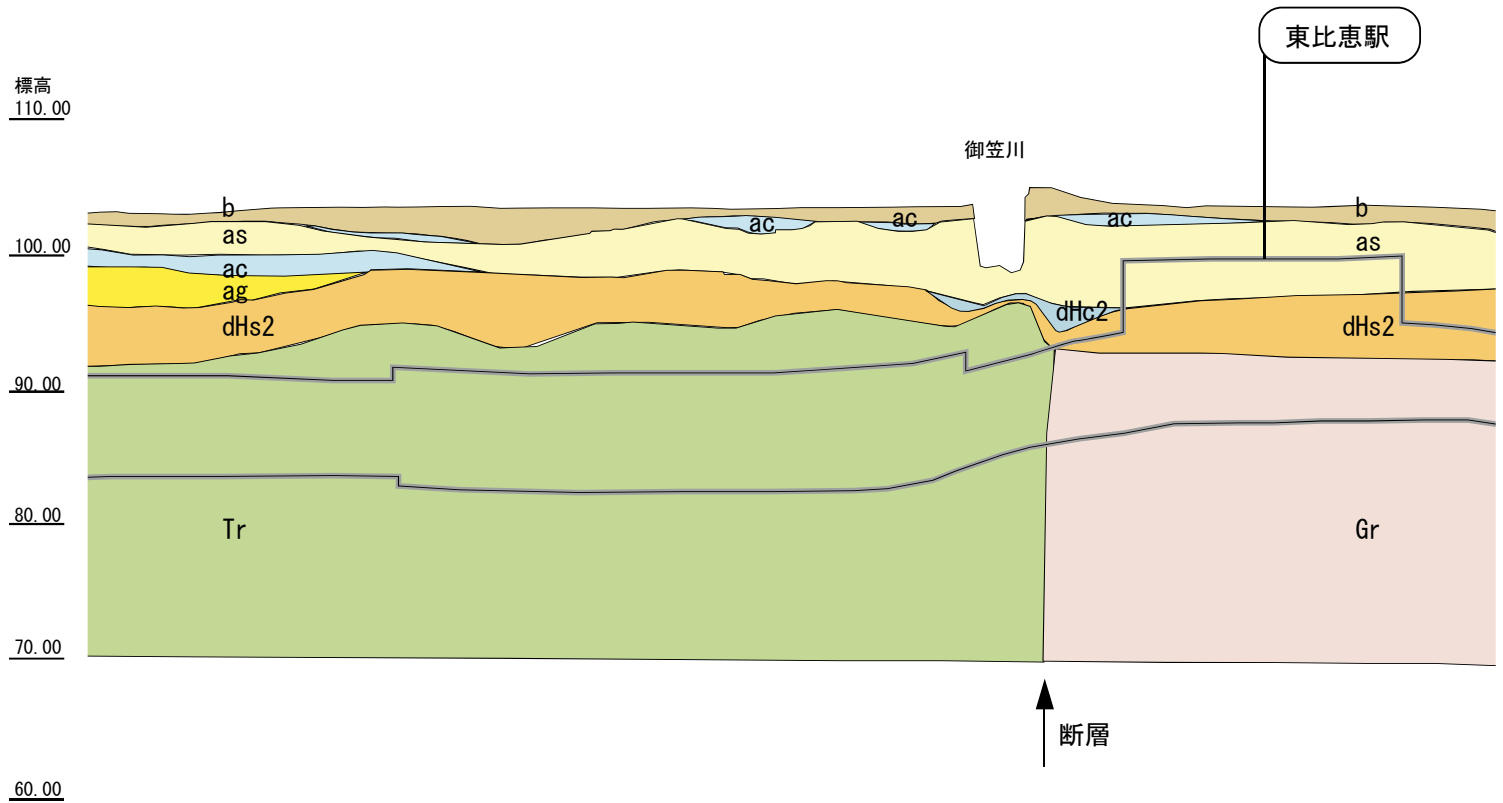 東比恵駅
標高
110.00
御笠川
b
as
ac
ag
dHs2
ac
ac
ac
b
as
100.00
dHc2
dHs2
90.00
80.00
Tr
Gr
70.00
断層
60.00